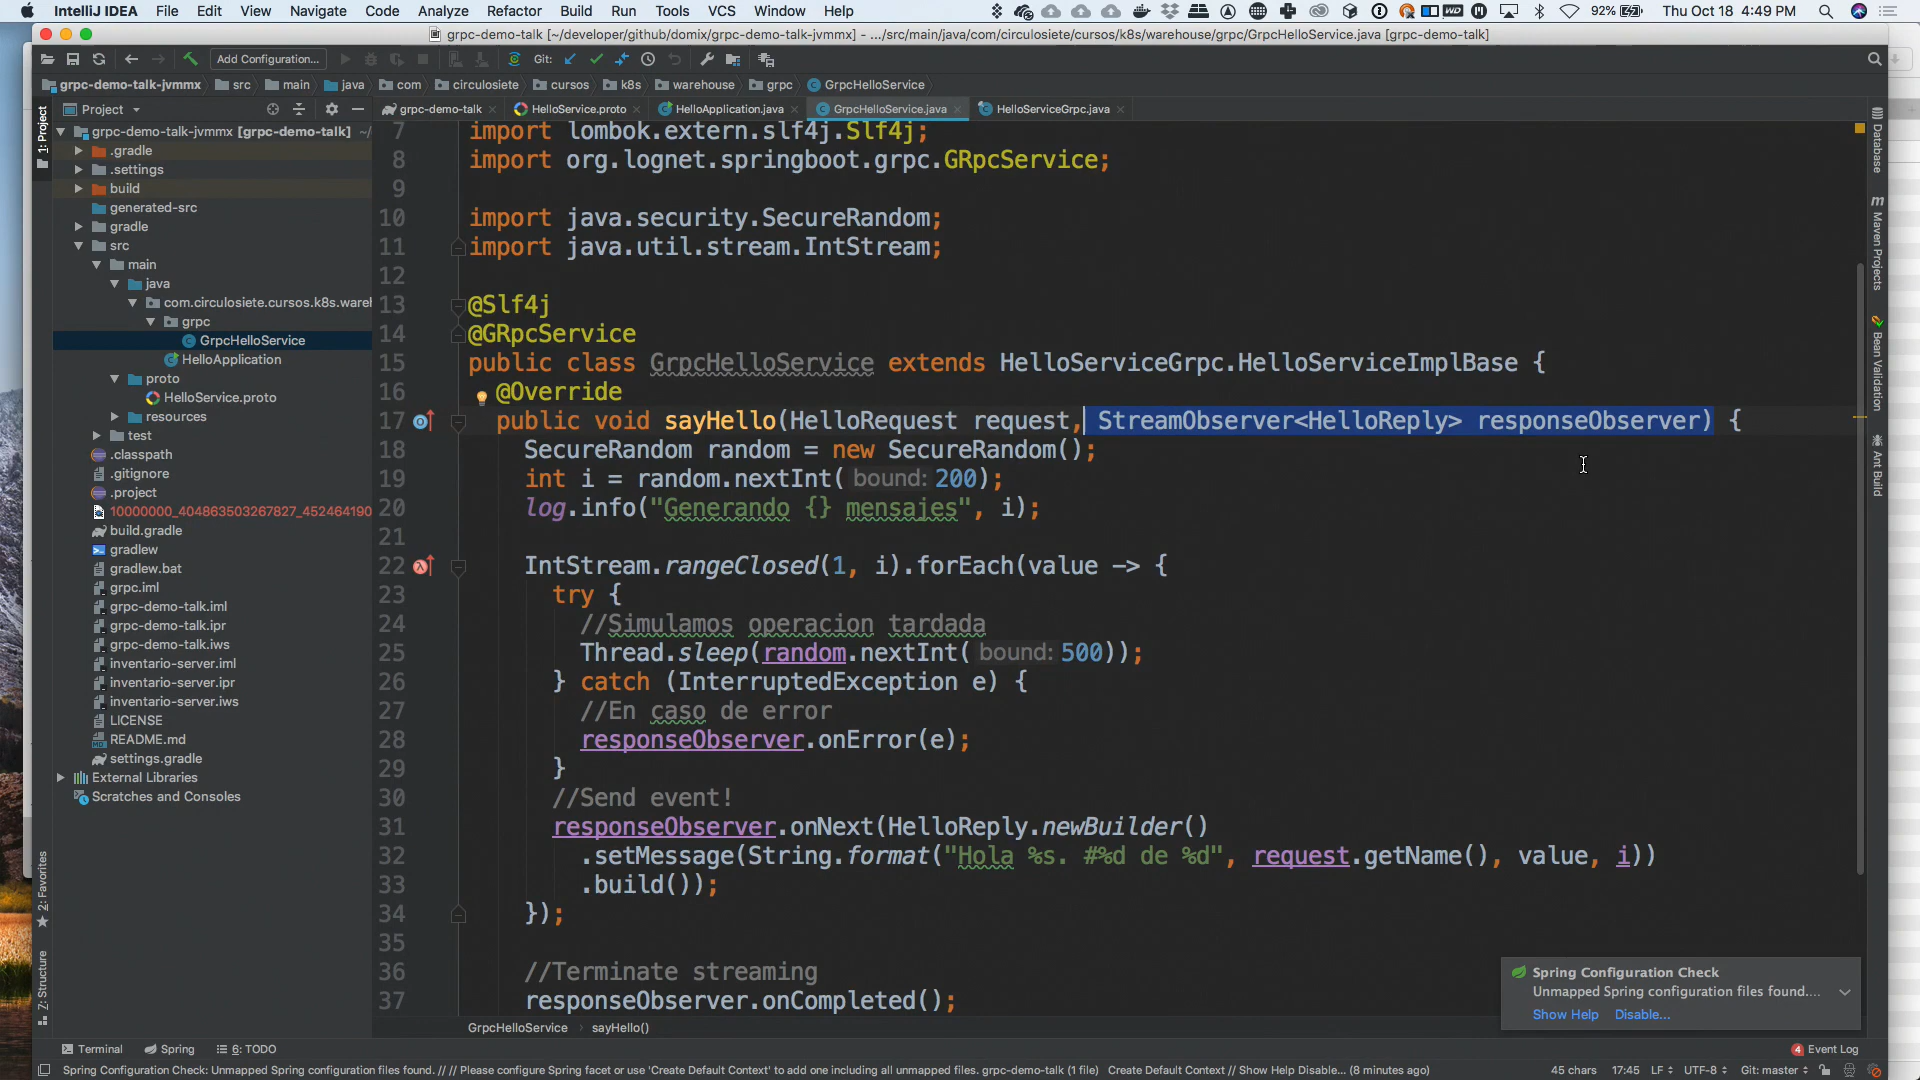 IntelliJ IDEA File Edit View Navigate Code Analyze Refactor Build Run Tools VCS Window Help 92% Thu Oct 18 4:49 PM
grpc-demo-talk [~/developer/github/domix/grpc-demo-talk-jvmmx] - .../src/main/java/com/circulosiete/cursos/k8s/warehouse/grpc/GrpcHelloService.java [grpc-demo-talk]
Add Configuration... Git:
grpc-demo-talk-jvmmx src main java com circulosiete cursos k8s warehouse grpc GrpcHelloService
Project
grpc-demo-talk HelloService.proto HelloApplication.java GrpcHelloService.java HelloServiceGrpc.java
1: Project
2: Favorites
Z: Structure
grpc-demo-talk-jvmmx [grpc-demo-talk] ~/
.gradle
.settings
build
generated-src
gradle
src
main
java
com.circulosiete.cursos.k8s.wareh
grpc
GrpcHelloService
HelloApplication
proto
HelloService.proto
resources
test
.classpath
.gitignore
.project
10000000_404863503267827_452464190
build.gradle
gradlew
gradlew.bat
grpc.iml
grpc-demo-talk.iml
grpc-demo-talk.ipr
grpc-demo-talk.iws
inventario-server.iml
inventario-server.ipr
inventario-server.iws
LICENSE
README.md
settings.gradle
External Libraries
Scratches and Consoles
7 import lombok.extern.slf4j.Slf4j;
8 import org.lognet.springboot.grpc.GRpcService;
9
10 import java.security.SecureRandom;
11 import java.util.stream.IntStream;
12
13 @Slf4j
14 @GRpcService
15 public class GrpcHelloService extends HelloServiceGrpc.HelloServiceImplBase {
16 @Override
17 public void sayHello(HelloRequest request, StreamObserver<HelloReply> responseObserver) {
18 SecureRandom random = new SecureRandom();
19 int i = random.nextInt( bound: 200);
20 log.info("Generando {} mensajes", i);
21
22 IntStream.rangeClosed(1, i).forEach(value -> {
23 try {
24 //Simulamos operacion tardada
25 Thread.sleep(random.nextInt( bound: 500));
26 } catch (InterruptedException e) {
27 //En caso de error
28 responseObserver.onError(e);
29 }
30 //Send event!
31 responseObserver.onNext(HelloReply.newBuilder()
32 .setMessage(String.format("Hola %s. #%d de %d", request.getName(), value, i))
33 .build());
34 });
35
36 //Terminate streaming
37 responseObserver.onCompleted();
GrpcHelloService sayHello()
Database
m Maven Projects
Bean Validation
Ant Build
Spring Configuration Check
Unmapped Spring configuration files found....
Show Help Disable...
Terminal Spring 6: TODO
4 Event Log
Spring Configuration Check: Unmapped Spring configuration files found. // // Please configure Spring facet or use 'Create Default Context' to add one including all unmapped files. grpc-demo-talk (1 file) Create Default Context // Show Help Disable... (8 minutes ago) 45 chars 17:45 LF UTF-8 Git: master